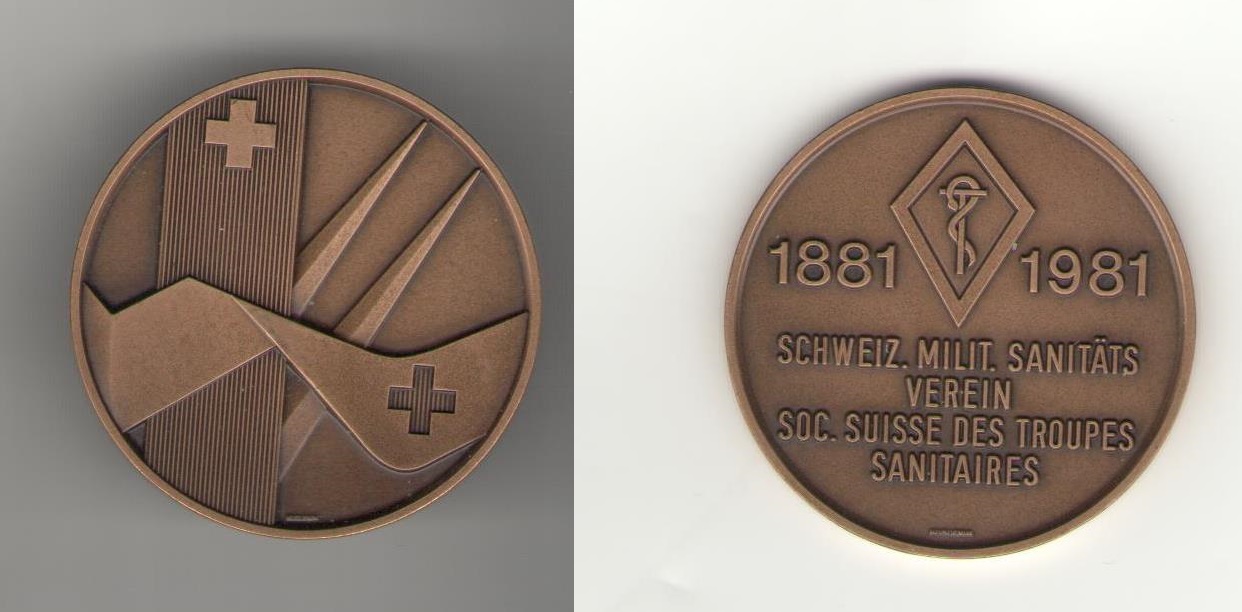 1881 1981
SCHWEIZ. MILIT. SANITÄTS
VEREIN
SOC. SUISSE DES TROUPES
SANITAIRES